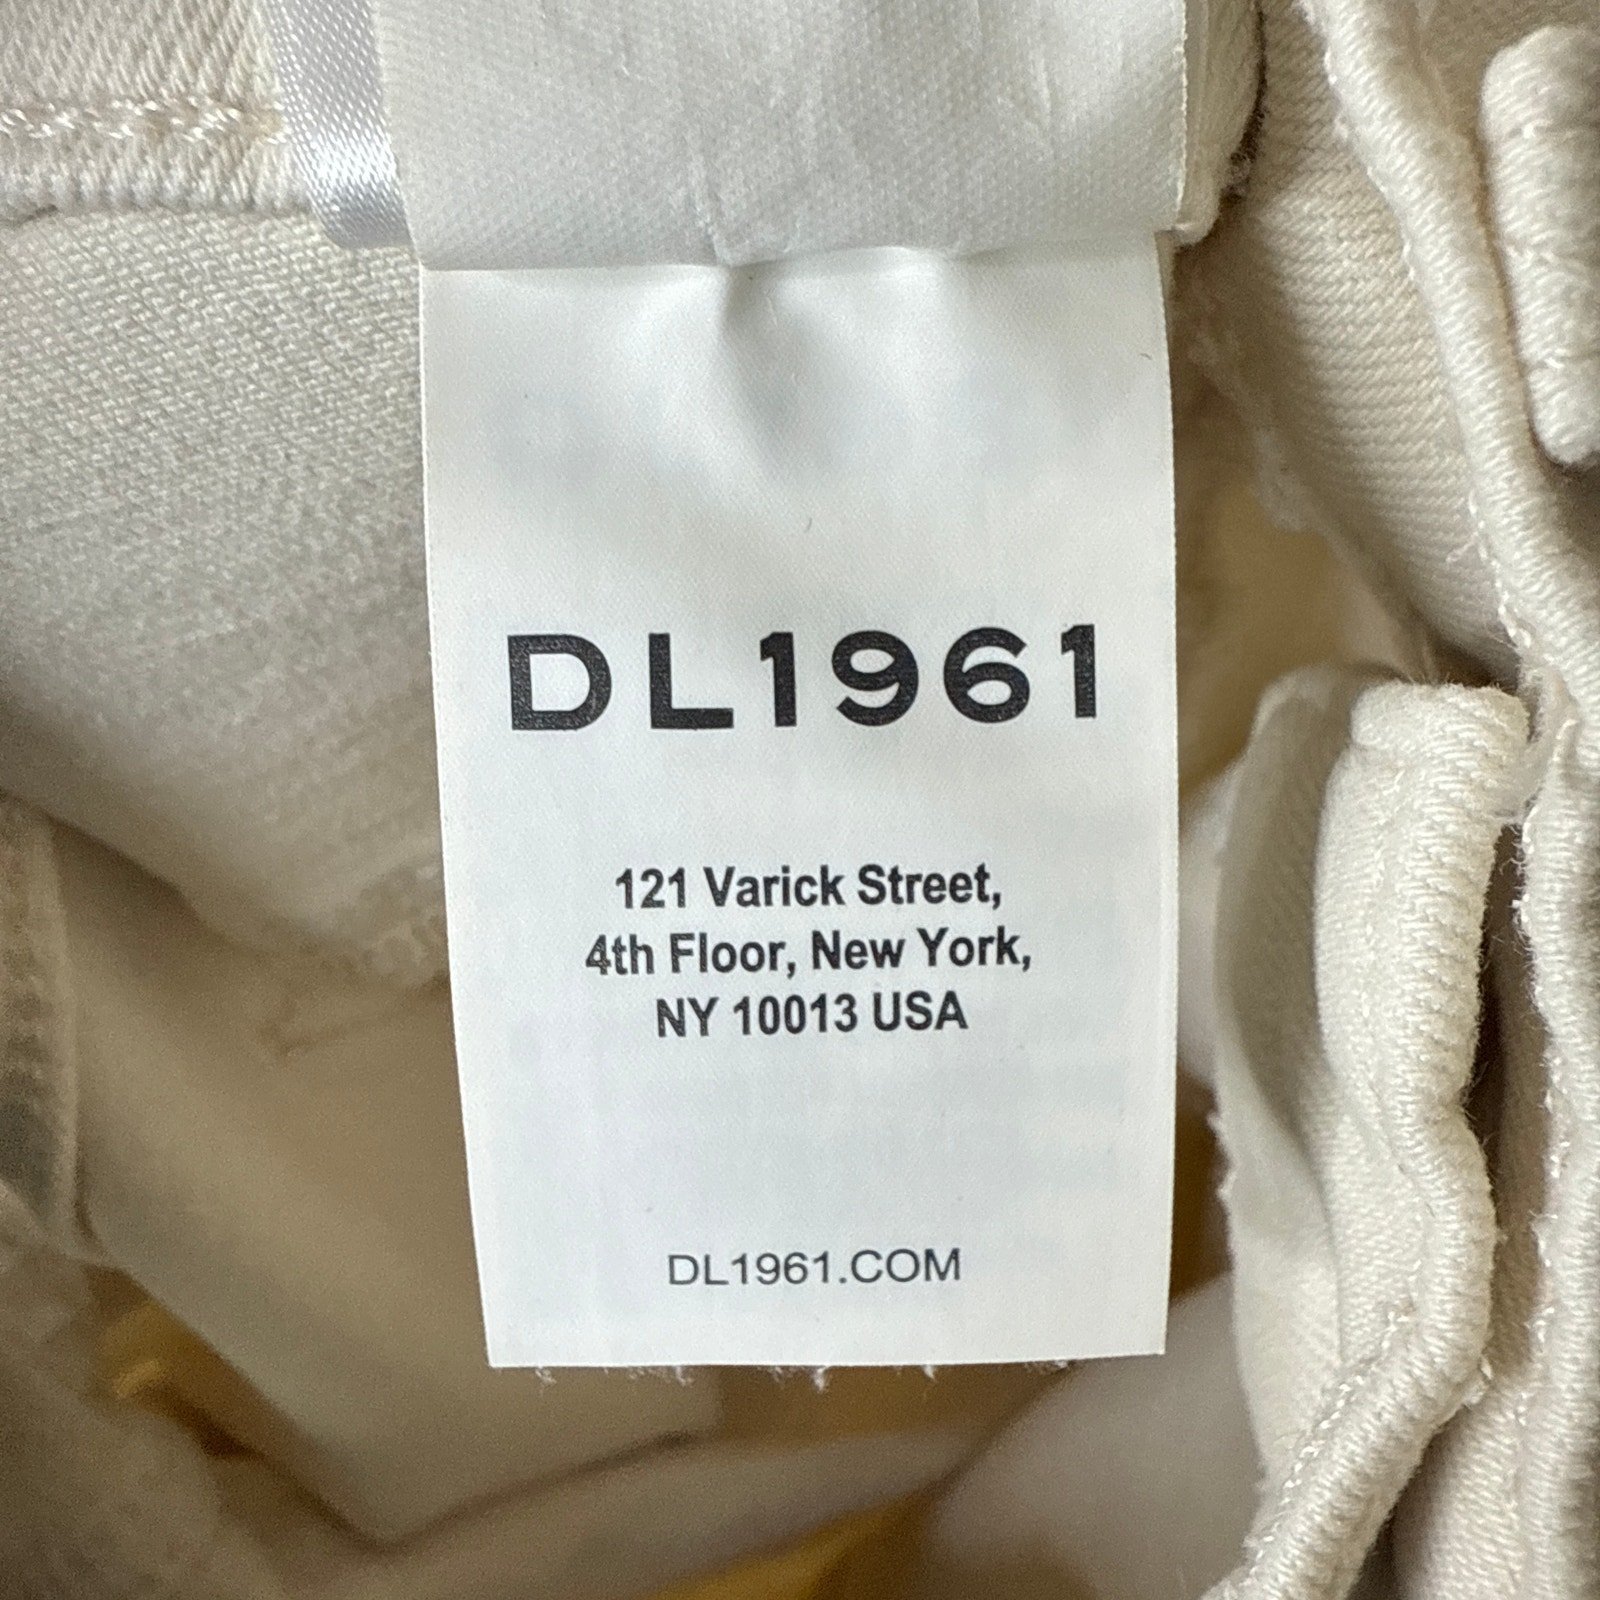 DL1961
121 Varick Street,
4th Floor, New York,
NY 10013 USA
DL1961.COM